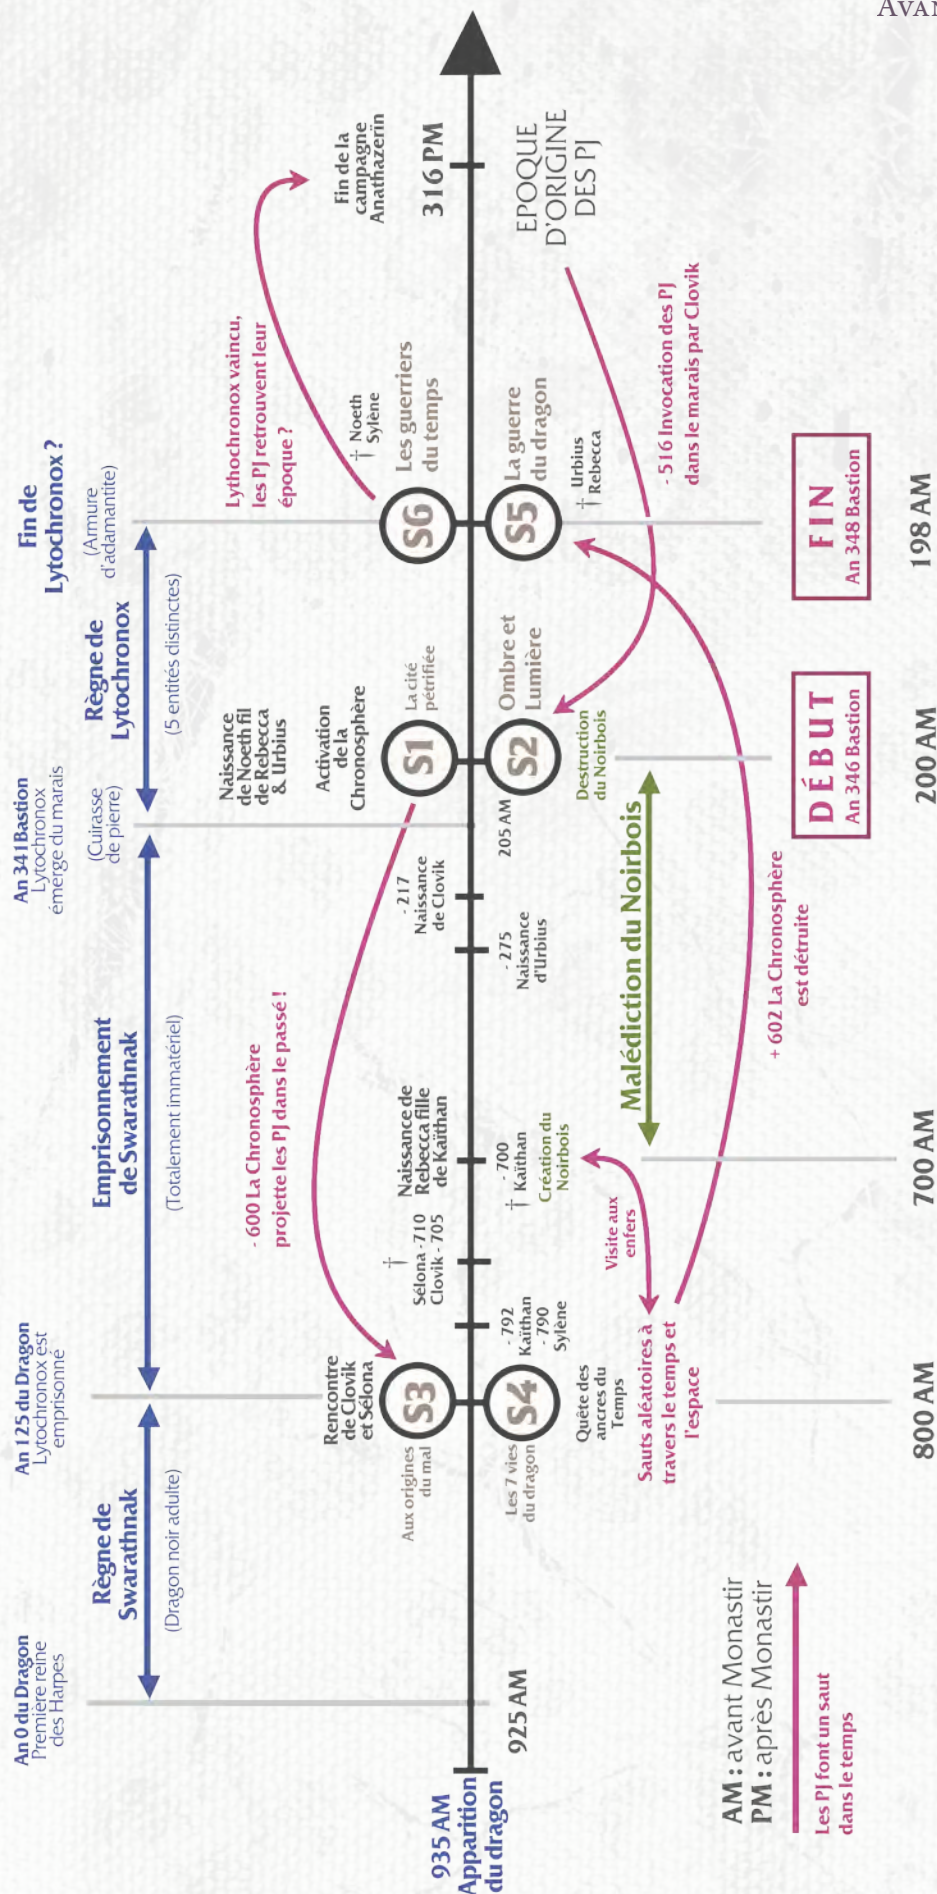 AVAN
An 0 du Dragon
Première reine
des Harpes
An 125 du Dragon
Lytochronox est
emprisonné
An 341 Bastion
Lytochronox
émerge du marais
Fin de
Lytochronox ?
Règne de
Swarathnak
(Dragon noir adulte)
Emprisonnement
de Swarathnak
(Totalement immatériel)
(Cuirasse
de pierre)
Règne de
Lytochronox
(5 entités distinctes)
(Armure
d'adamantite)
- 600 La Chronosphère
projette les PJ dans le passé !
Naissance
de Noeth fil
de Rebecca
& Urbius
Activation
de la
Chronosphère
Lythochronox vaincu,
les PJ retrouvent leur
époque ?
Fin de la
campagne
Anathazerïn
Rencontre
de Clovik
et Sélona
†
Sélona - 710
Clovik - 705
Naissance de
Rebecca fille
de Kaïthan
- 217
Naissance
de Clovik
† Noeth
Sylène
Aux origines
du mal
S3
S1
La cité
pétrifiée
S6
Les guerriers
du temps
316 PM
935 AM
Apparition
du dragon
925 AM
Les 7 vies
du dragon
S4
- 792
Kaïthan
- 790
Sylène
- 700
† Kaïthan
Création du
Noirbois
- 275
Naissance
d'Urbius
205 AM
S2
Ombre et
Lumière
S5
La guerre
du dragon
EPOQUE
D'ORIGINE
DES PJ
Quête des
ancres du
Temps
Visite aux
enfers
Destruction
du Noirbois
† Urbius
Rebecca
Sauts aléatoires à
travers le temps et
l'espace
Malédiction du Noirbois
- 516 Invocation des PJ
dans le marais par Clovik
+ 602 La Chronosphère
est détruite
AM : avant Monastir
PM : après Monastir
Les PJ font un saut
dans le temps
DÉBUT
An 346 Bastion
FIN
An 348 Bastion
800 AM
700 AM
200 AM
198 AM